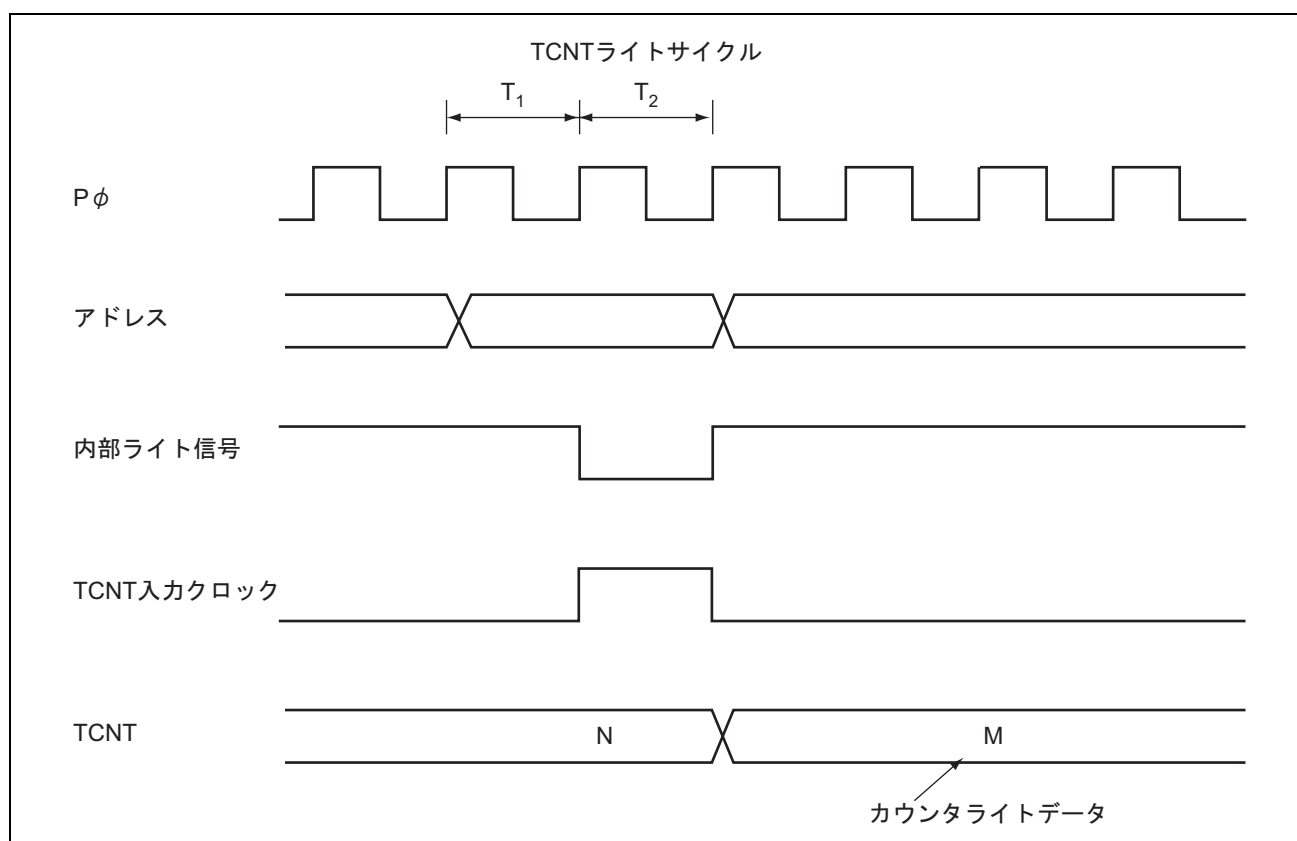 TCNTライトサイクル
T1 T2
Pφ
アドレス
内部ライト信号
TCNT入力クロック
TCNT N M
カウンタライトデータ